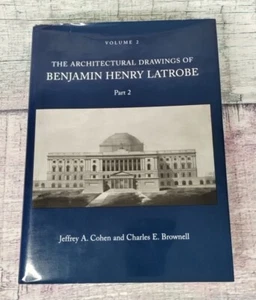 VOLUME 2
THE ARCHITECTURAL DRAWINGS OF
BENJAMIN HENRY LATROBE
Part 2
Jeffrey A. Cohen and Charles E. Brownell